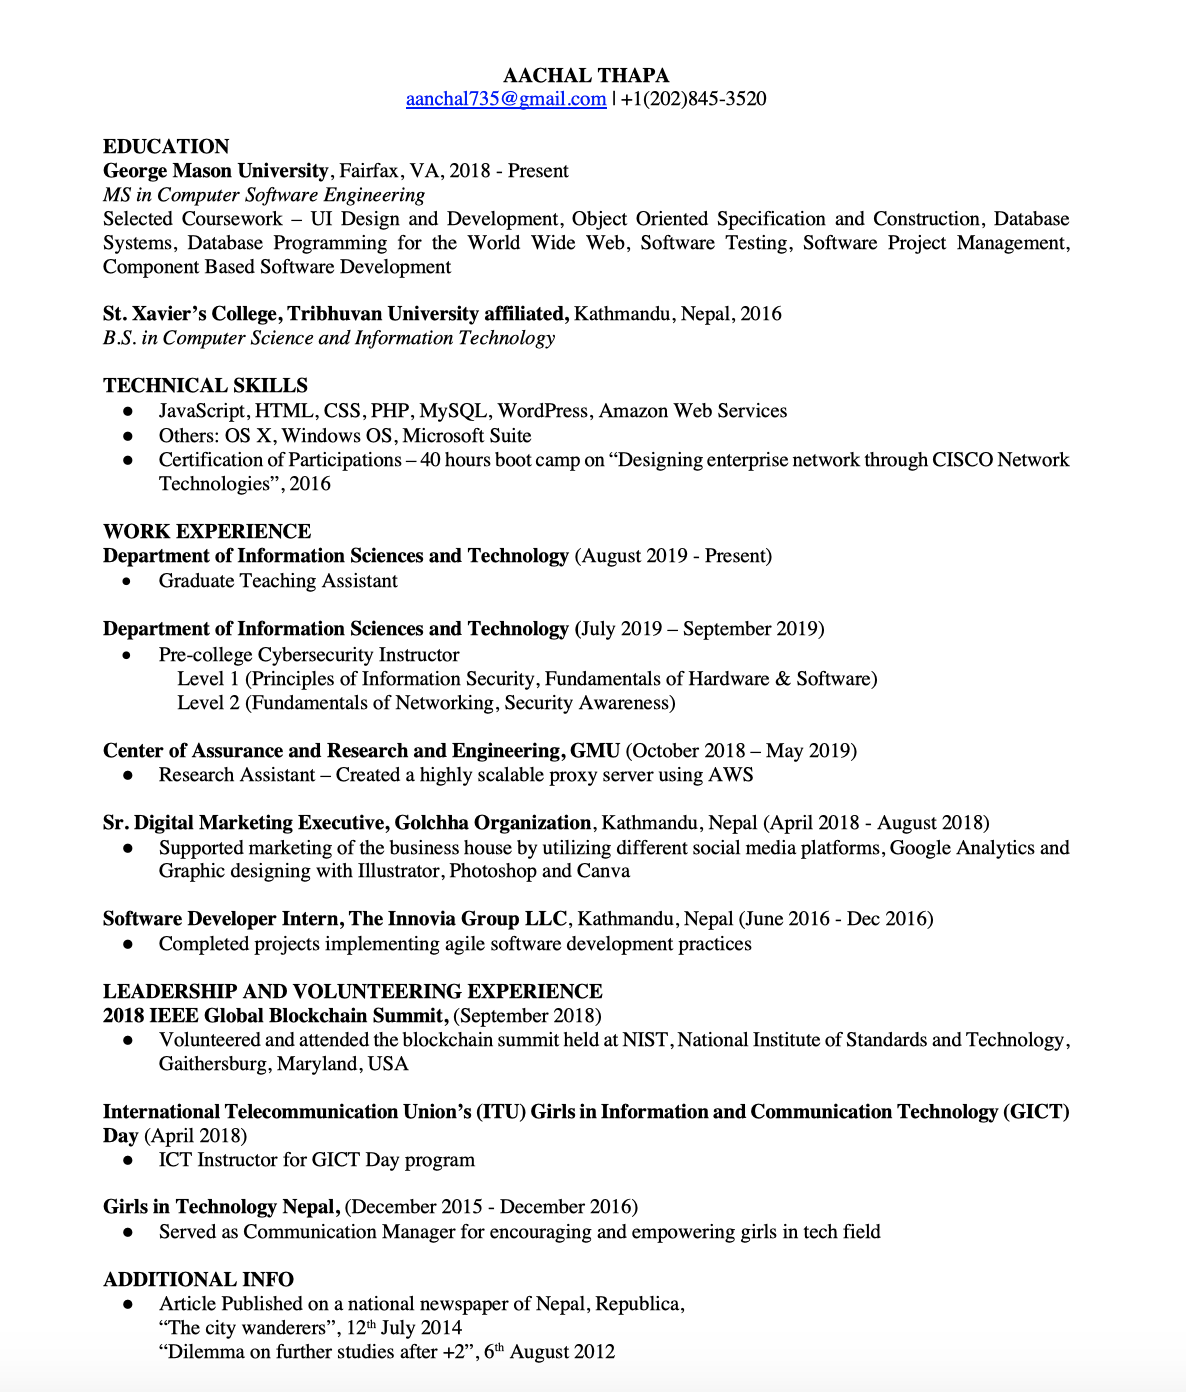 AACHAL THAPA
aanchal735@gmail.com | +1(202)845-3520
EDUCATION
George Mason University, Fairfax, VA, 2018 - Present
MS in Computer Software Engineering
Selected Coursework – UI Design and Development, Object Oriented Specification and Construction, Database
Systems, Database Programming for the World Wide Web, Software Testing, Software Project Management,
Component Based Software Development
St. Xavier’s College, Tribhuvan University affiliated, Kathmandu, Nepal, 2016
B.S. in Computer Science and Information Technology
TECHNICAL SKILLS
● JavaScript, HTML, CSS, PHP, MySQL, WordPress, Amazon Web Services
● Others: OS X, Windows OS, Microsoft Suite
● Certification of Participations – 40 hours boot camp on “Designing enterprise network through CISCO Network
Technologies”, 2016
WORK EXPERIENCE
Department of Information Sciences and Technology (August 2019 - Present)
● Graduate Teaching Assistant
Department of Information Sciences and Technology (July 2019 – September 2019)
● Pre-college Cybersecurity Instructor
Level 1 (Principles of Information Security, Fundamentals of Hardware & Software)
Level 2 (Fundamentals of Networking, Security Awareness)
Center of Assurance and Research and Engineering, GMU (October 2018 – May 2019)
● Research Assistant – Created a highly scalable proxy server using AWS
Sr. Digital Marketing Executive, Golchha Organization, Kathmandu, Nepal (April 2018 - August 2018)
● Supported marketing of the business house by utilizing different social media platforms, Google Analytics and
Graphic designing with Illustrator, Photoshop and Canva
Software Developer Intern, The Innovia Group LLC, Kathmandu, Nepal (June 2016 - Dec 2016)
● Completed projects implementing agile software development practices
LEADERSHIP AND VOLUNTEERING EXPERIENCE
2018 IEEE Global Blockchain Summit, (September 2018)
● Volunteered and attended the blockchain summit held at NIST, National Institute of Standards and Technology,
Gaithersburg, Maryland, USA
International Telecommunication Union’s (ITU) Girls in Information and Communication Technology (GICT)
Day (April 2018)
● ICT Instructor for GICT Day program
Girls in Technology Nepal, (December 2015 - December 2016)
● Served as Communication Manager for encouraging and empowering girls in tech field
ADDITIONAL INFO
● Article Published on a national newspaper of Nepal, Republica,
“The city wanderers”, 12th July 2014
“Dilemma on further studies after +2”, 6th August 2012